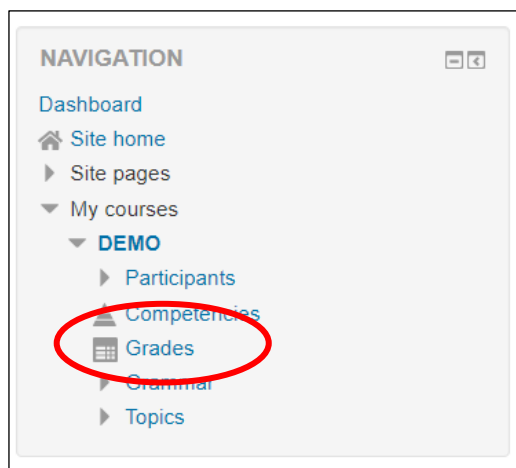 NAVIGATION
Dashboard
Site home
Site pages
My courses
DEMO
Participants
Competencies
Grades
Grammar
Topics